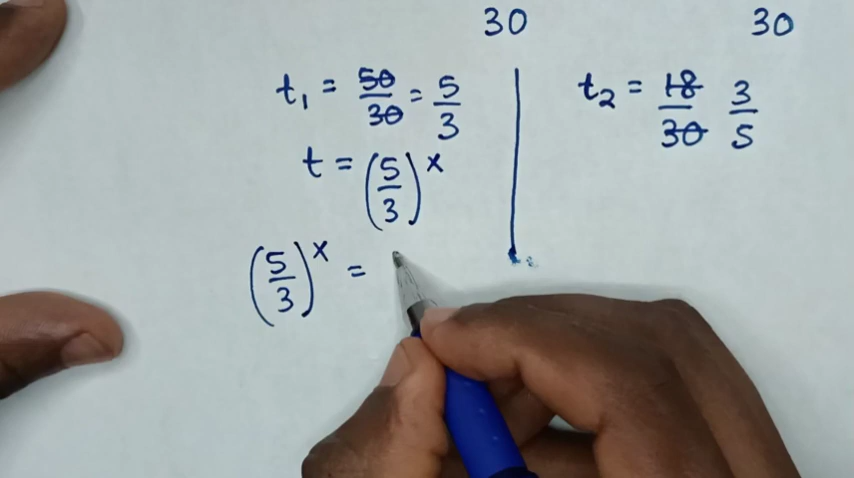 30 30
t₁ = 50/30 = 5/3 t₂ = 18/30 3/5
t = (5/3)^x
(5/3)^x =